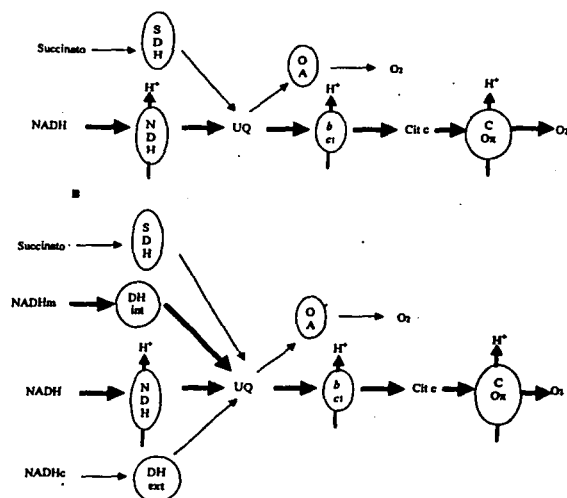 S
D
H
Succinato
O
A
O₂
H⁺
H⁺
H⁺
NADH
N
D
H
UQ
b
c1
Cit c
C
Ox
O₂
B
S
D
H
Succinato
NADHm
DH
int
O
A
O₂
H⁺
H⁺
H⁺
NADH
N
D
H
UQ
b
c1
Cit c
C
Ox
O₂
NADHc
DH
ext